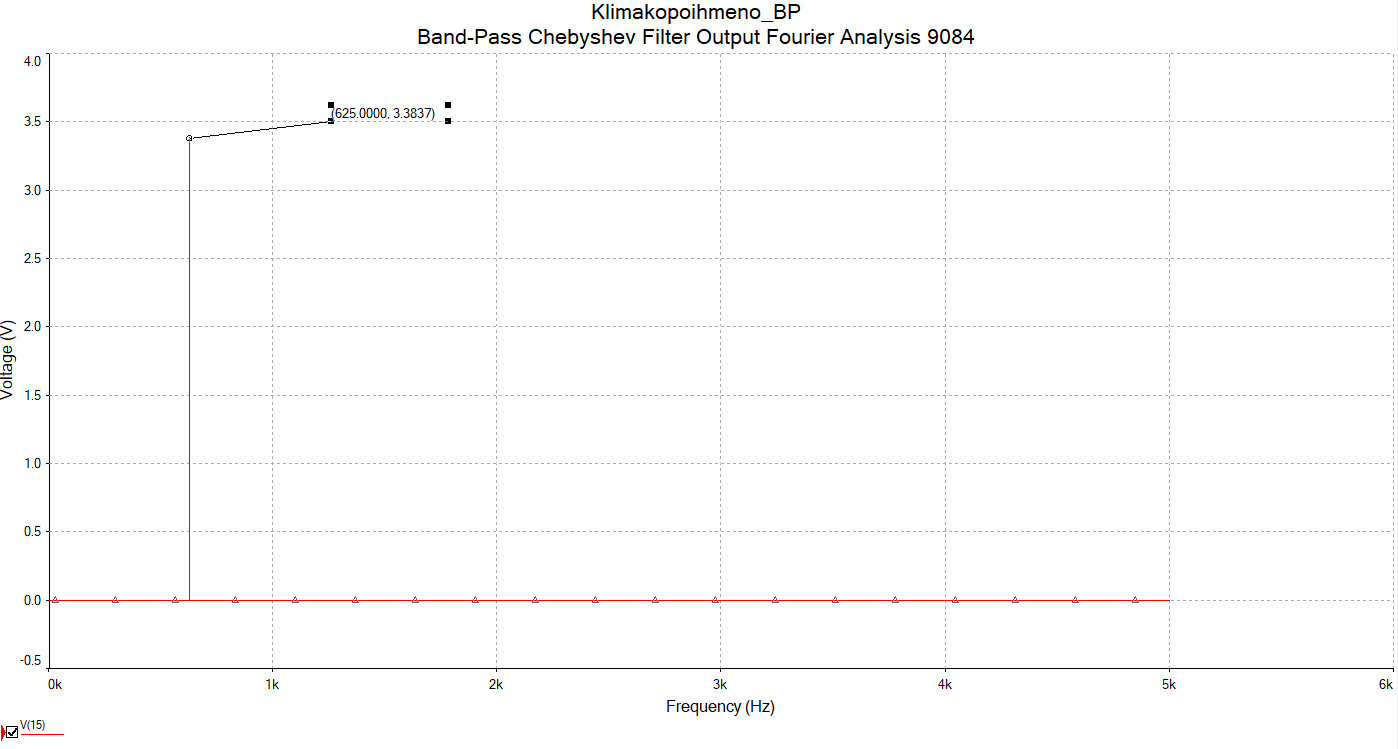 Klimakopoihmeno_BP
Band-Pass Chebyshev Filter Output Fourier Analysis 9084
4.0
(625.0000, 3.3837)
3.5
3.0
2.5
2.0
Voltage (V)
1.5
1.0
0.5
0.0
-0.5
0k 1k 2k 3k 4k 5k 6k
Frequency (Hz)
V(15)